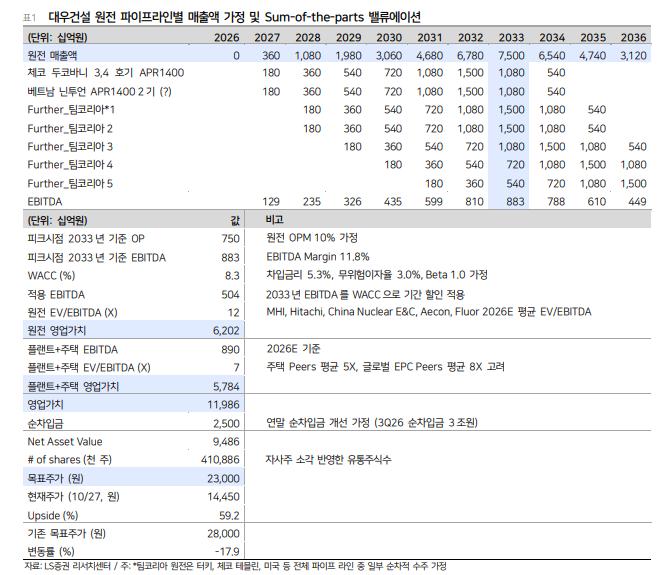 표1 대우건설 원전 파이프라인별 매출액 가정 및 Sum-of-the-parts 밸류에이션
(단위: 십억원) 2026 2027 2028 2029 2030 2031 2032 2033 2034 2035 2036
원전 매출액 0 360 1,080 1,980 3,060 4,680 6,780 7,500 6,540 4,740 3,120
체코 두코바니 3,4 호기 APR1400 180 360 540 720 1,080 1,500 1,080 540
베트남 닌투언 APR1400 2 기 (?) 180 360 540 720 1,080 1,500 1,080 540
Further_팀코리아*1 180 360 540 720 1,080 1,500 1,080 540
Further_팀코리아 2 180 360 540 720 1,080 1,500 1,080 540
Further_팀코리아 3 180 360 540 720 1,080 1,500 1,080 540
Further_팀코리아 4 180 360 540 720 1,080 1,500 1,080
Further_팀코리아 5 180 360 540 720 1,080 1,500
EBITDA 129 235 326 435 599 810 883 788 610 449
(단위: 십억원) 값 비고
피크시점 2033 년 기준 OP 750 원전 OPM 10% 가정
피크시점 2033 년 기준 EBITDA 883 EBITDA Margin 11.8%
WACC (%) 8.3 차입금리 5.3%, 무위험이자율 3.0%, Beta 1.0 가정
적용 EBITDA 504 2033 년 EBITDA 를 WACC 으로 기간 할인 적용
원전 EV/EBITDA (X) 12 MHI, Hitachi, China Nuclear E&C, Aecon, Fluor 2026E 평균 EV/EBITDA
원전 영업가치 6,202
플랜트+주택 EBITDA 890 2026E 기준
플랜트+주택 EV/EBITDA (X) 7 주택 Peers 평균 5X, 글로벌 EPC Peers 평균 8X 고려
플랜트+주택 영업가치 5,784
영업가치 11,986
순차입금 2,500 연말 순차입금 개선 가정 (3Q26 순차입금 3 조원)
Net Asset Value 9,486
# of shares (천 주) 410,886 자사주 소각 반영한 유통주식수
목표주가 (원) 23,000
현재주가 (10/27, 원) 14,450
Upside (%) 59.2
기존 목표주가 (원) 28,000
변동률 (%) -17.9
자료: LS증권 리서치센터 / 주: *팀코리아 원전은 터키, 체코 테믈린, 미국 등 전체 파이프 라인 중 일부 순차적 수주 가정